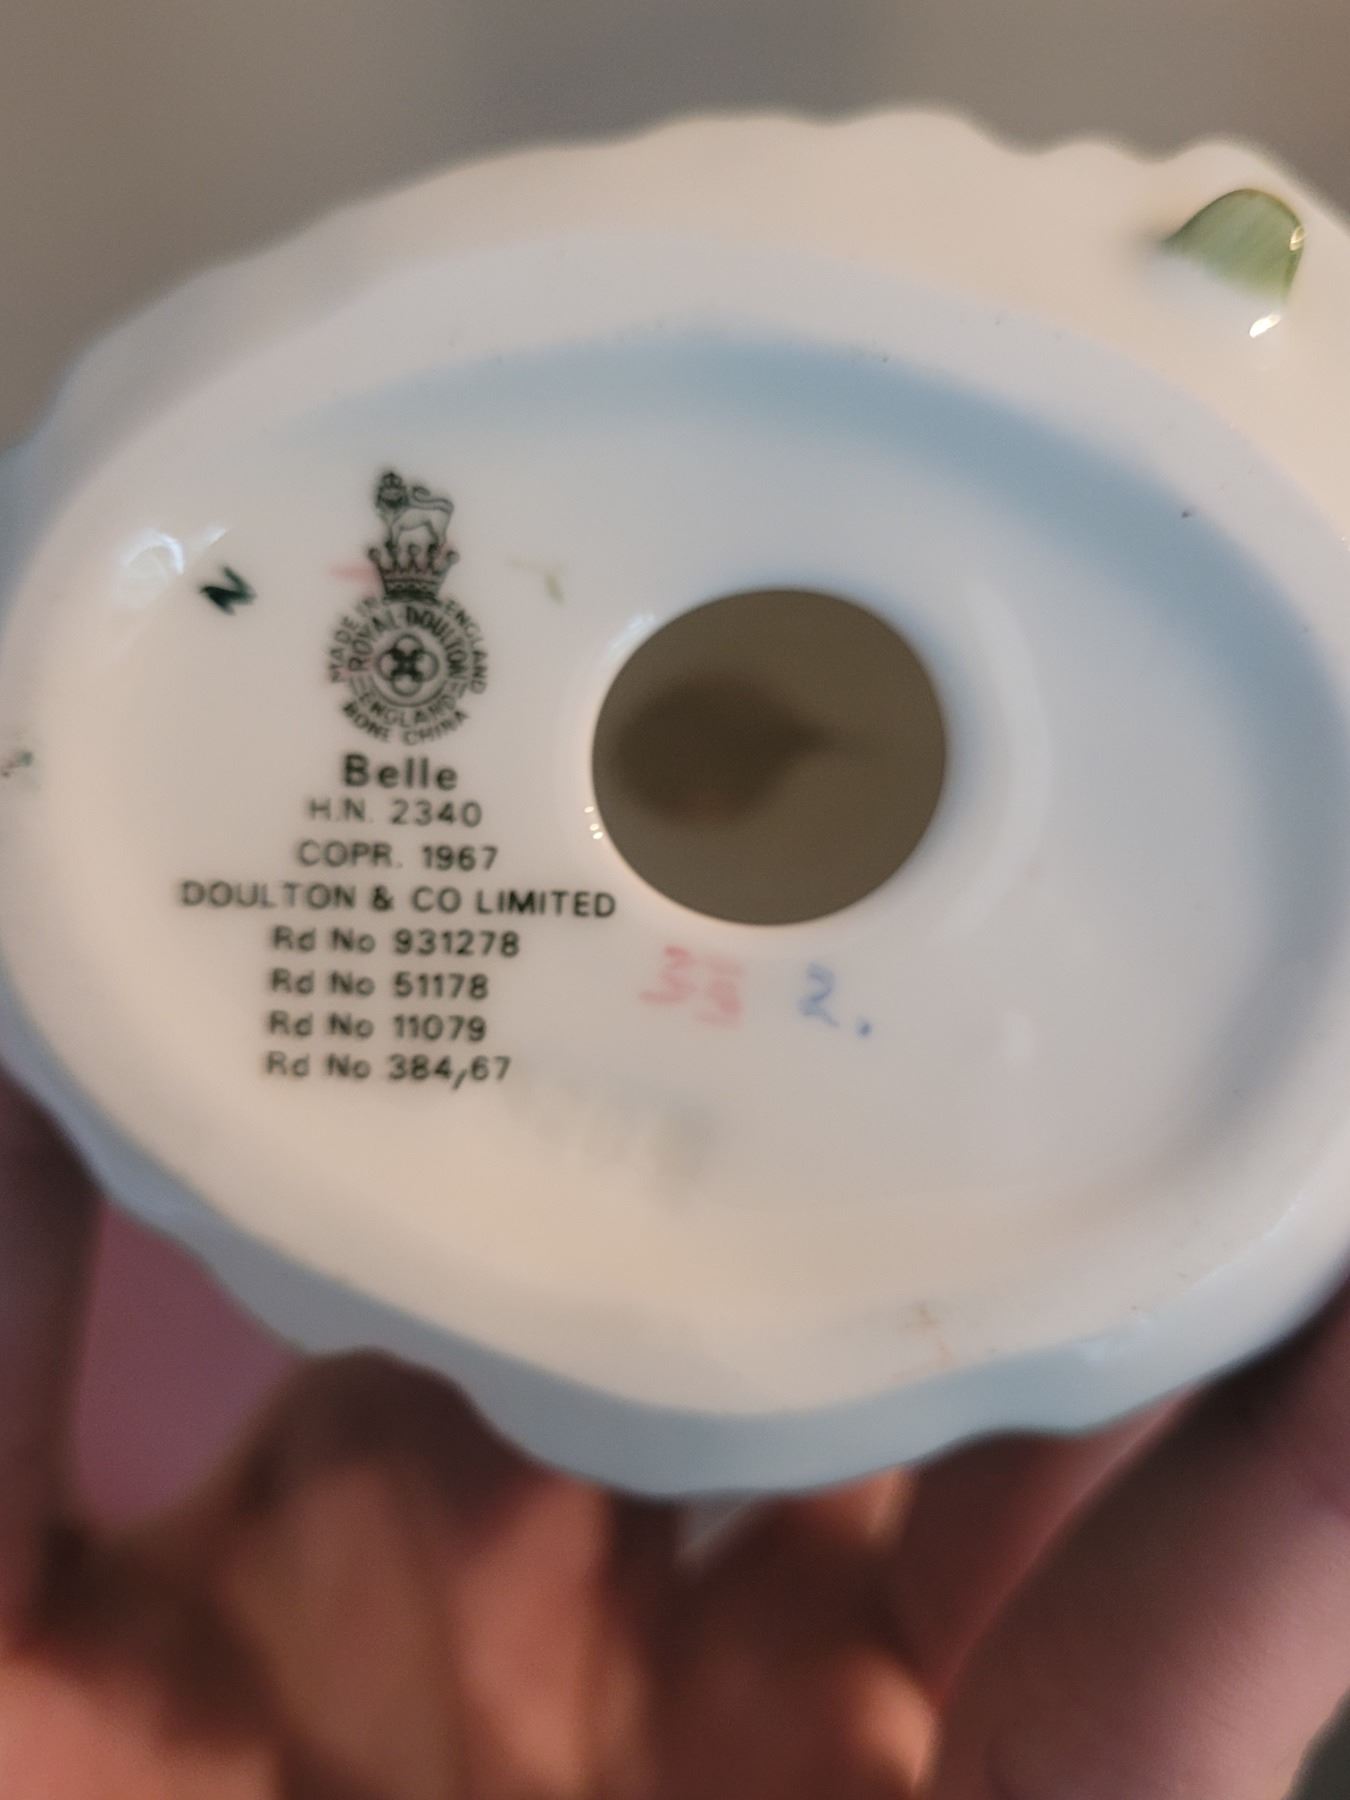 N
MADE IN ENGLAND
ROYAL DOULTON
ENGLAND
BONE CHINA
Belle
H.N. 2340
COPR. 1967
DOULTON & CO LIMITED
Rd No 931278
Rd No 51178
Rd No 11079
Rd No 384,67
2.